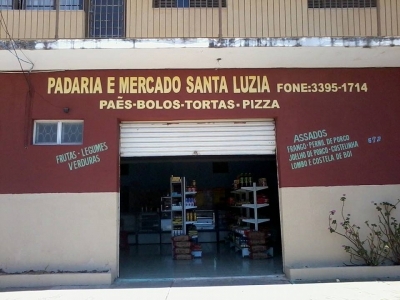 PADARIA E MERCADO SANTA LUZIA FONE:3395-1714
PAÊS-BOLOS-TORTAS-PIZZA
FRUTAS-LEGUMES
VERDURAS
ASSADOS
FRANGO-PERNIL DE PORCO
JOELHO DE PORCO-COSTELINHA
LOMBO E COSTELA DE BOI